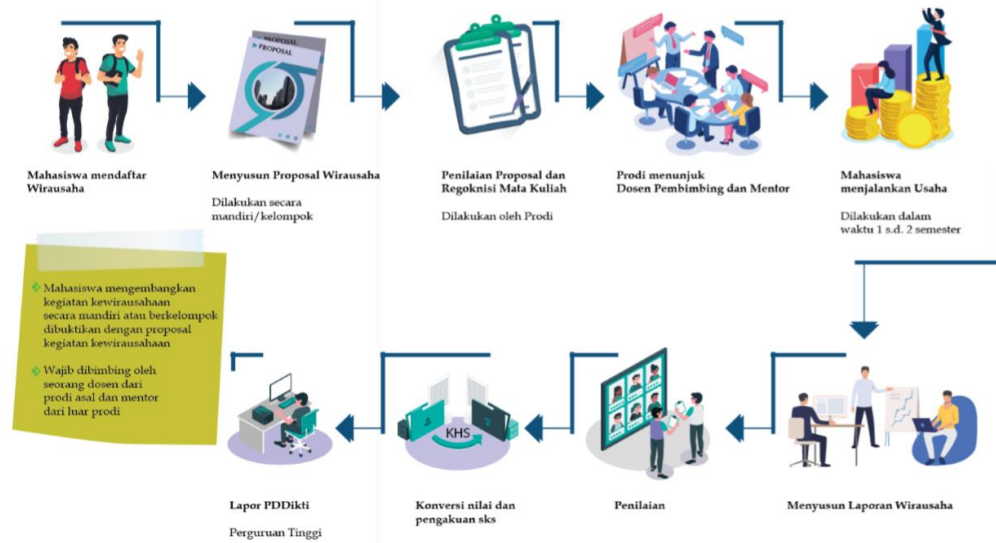 PROPOSAL
PROPOSAL
Mahasiswa mendaftar
Wirausaha
Menyusun Proposal Wirausaha
Dilakukan secara
mandiri/kelompok
Penilaian Proposal dan
Regoknisi Mata Kuliah
Dilakukan oleh Prodi
Prodi menunjuk
Dosen Pembimbing dan Mentor
Mahasiswa
menjalankan Usaha
Dilakukan dalam
waktu 1 s.d. 2 semester
Mahasiswa mengembangkan
kegiatan kewirausahaan
secara mandiri atau berkelompok
dibuktikan dengan proposal
kegiatan kewirausahaan
Wajib dibimbing oleh
seorang dosen dari
prodi asal dan mentor
dari luar prodi
KHS
Lapor PDDikti
Perguruan Tinggi
Konversi nilai dan
pengakuan sks
Penilaian
Menyusun Laporan Wirausaha